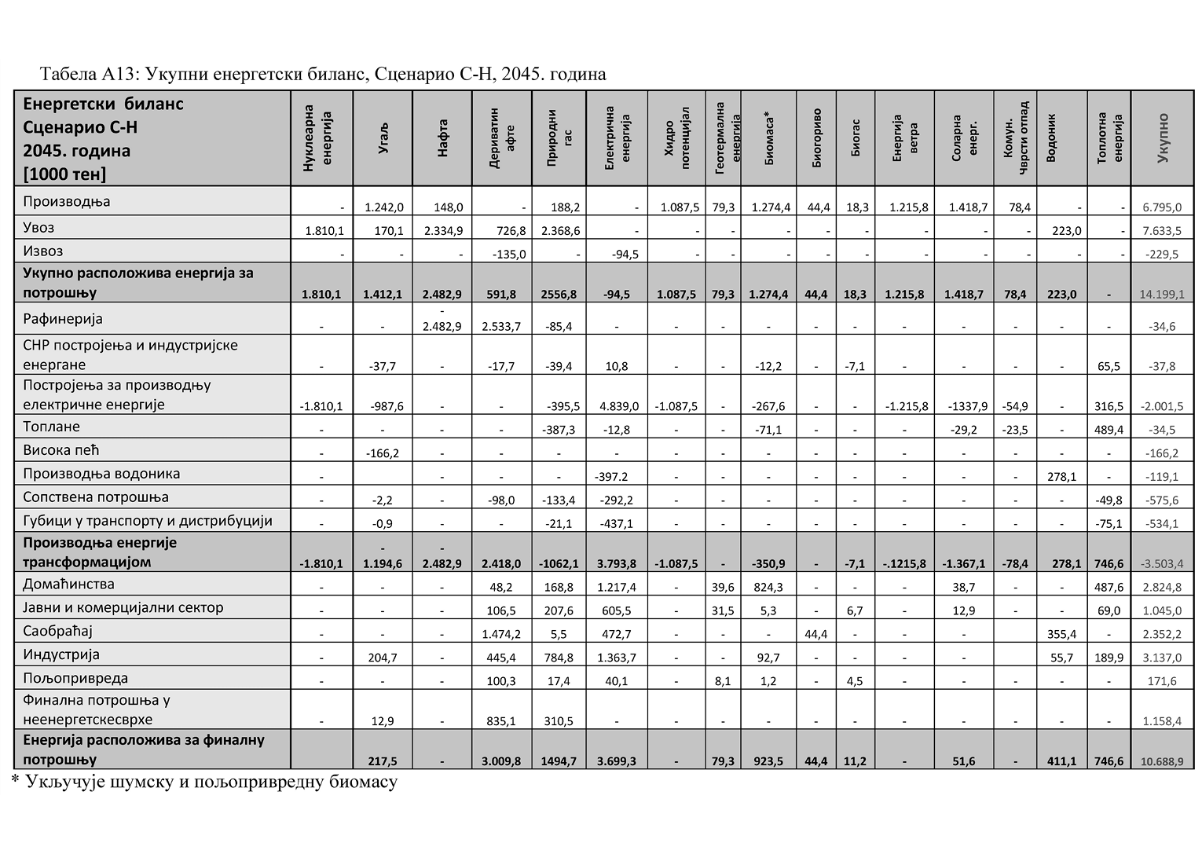 Табела А13: Укупни енергетски биланс, Сценарио С-Н, 2045. година
Енергетски биланс Сценарио С-Н 2045. година [1000 тен] Нуклеарна енергија Угаљ Нафта Дериватин афте Природни гас Електрична енергија Хидро потенцијал Геотермална енергија Биомаса* Биогориво Биогас Енергија ветра Соларна енерг. Комун. Чврсти отпад Водоник Топлотна енергија Укупно
Производња - 1.242,0 148,0 - 188,2 - 1.087,5 79,3 1.274,4 44,4 18,3 1.215,8 1.418,7 78,4 - - 6.795,0
Увоз 1.810,1 170,1 2.334,9 726,8 2.368,6 - - - - - - - - - 223,0 - 7.633,5
Извоз - - - -135,0 - -94,5 - - - - - - - - - - -229,5
Укупно расположива енергија за
потрошњу 1.810,1 1.412,1 2.482,9 591,8 2556,8 -94,5 1.087,5 79,3 1.274,4 44,4 18,3 1.215,8 1.418,7 78,4 223,0 - 14.199,1
Рафинерија - - -2.482,9 2.533,7 -85,4 - - - - - - - - - - - -34,6
СНР постројења и индустријске
енергане - -37,7 - -17,7 -39,4 10,8 - - -12,2 - -7,1 - - - - 65,5 -37,8
Постројења за производњу
електричне енергије -1.810,1 -987,6 - - -395,5 4.839,0 -1.087,5 - -267,6 - - -1.215,8 -1337,9 -54,9 - 316,5 -2.001,5
Топлане - - - - -387,3 -12,8 - - -71,1 - - - -29,2 -23,5 - 489,4 -34,5
Висока пећ - -166,2 - - - - - - - - - - - - - - -166,2
Производња водоника - - - - -397.2 - - - - - - - - 278,1 - -119,1
Сопствена потрошња - -2,2 - -98,0 -133,4 -292,2 - - - - - - - - - -49,8 -575,6
Губици у транспорту и дистрибуцији - -0,9 - - -21,1 -437,1 - - - - - - - - - -75,1 -534,1
Производња енергије
трансформацијом -1.810,1 -1.194,6 -2.482,9 2.418,0 -1062,1 3.793,8 -1.087,5 - -350,9 - -7,1 -.1215,8 -1.367,1 -78,4 278,1 746,6 -3.503,4
Домаћинства - - - 48,2 168,8 1.217,4 - 39,6 824,3 - - - 38,7 - - 487,6 2.824,8
Јавни и комерцијални сектор - - - 106,5 207,6 605,5 - 31,5 5,3 - 6,7 - 12,9 - - 69,0 1.045,0
Саобраћај - - - 1.474,2 5,5 472,7 - - - 44,4 - - - 355,4 - 2.352,2
Индустрија - 204,7 - 445,4 784,8 1.363,7 - - 92,7 - - - - 55,7 189,9 3.137,0
Пољопривреда - - - 100,3 17,4 40,1 - 8,1 1,2 - 4,5 - - - - - 171,6
Финална потрошња у
неенергетскесврхе - 12,9 - 835,1 310,5 - - - - - - - - - - - 1.158,4
Енергија расположива за финалну
потрошњу 217,5 - 3.009,8 1494,7 3.699,3 - 79,3 923,5 44,4 11,2 - 51,6 - 411,1 746,6 10.688,9
* Укључује шумску и пољопривредну биомасу